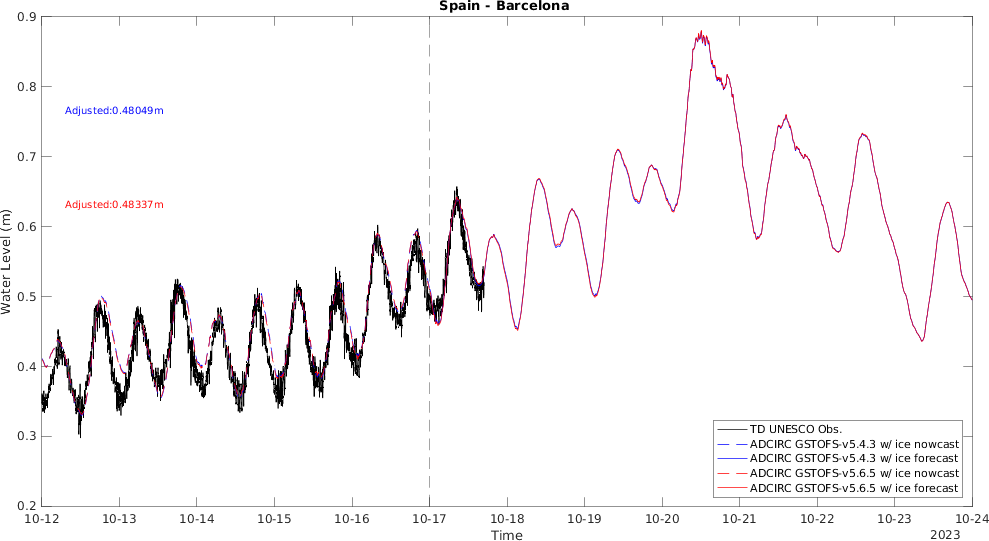 Spain - Barcelona
0.9
0.8
0.7
0.6
0.5
0.4
0.3
0.2
Water Level (m)
Adjusted:0.48049m
Adjusted:0.48337m
TD UNESCO Obs.
ADCIRC GSTOFS-v5.4.3 w/ ice nowcast
ADCIRC GSTOFS-v5.4.3 w/ ice forecast
ADCIRC GSTOFS-v5.6.5 w/ ice nowcast
ADCIRC GSTOFS-v5.6.5 w/ ice forecast
10-12 10-13 10-14 10-15 10-16 10-17 10-18 10-19 10-20 10-21 10-22 10-23 10-24
Time
2023